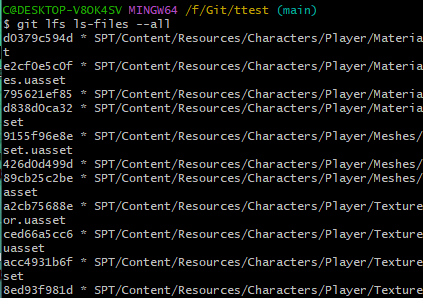 C@DESKTOP-V8OK4SV MINGW64 /f/Git/ttest (main)
$ git lfs ls-files --all
d0379c594d * SPT/Content/Resources/Characters/Player/Materia
t
e2cf0e5c0f * SPT/Content/Resources/Characters/Player/Materia
es.uasset
795621ef85 * SPT/Content/Resources/Characters/Player/Materia
d838d0ca32 * SPT/Content/Resources/Characters/Player/Materia
set
9155f96e8e * SPT/Content/Resources/Characters/Player/Meshes/
sset.uasset
426d0d499d * SPT/Content/Resources/Characters/Player/Meshes/
89cb25c2be * SPT/Content/Resources/Characters/Player/Meshes/
asset
a2cb75688e * SPT/Content/Resources/Characters/Player/Texture
or.uasset
ced66a5cc6 * SPT/Content/Resources/Characters/Player/Texture
uasset
acc4931b6f * SPT/Content/Resources/Characters/Player/Texture
set
8ed93f981d * SPT/Content/Resources/Characters/Player/Texture